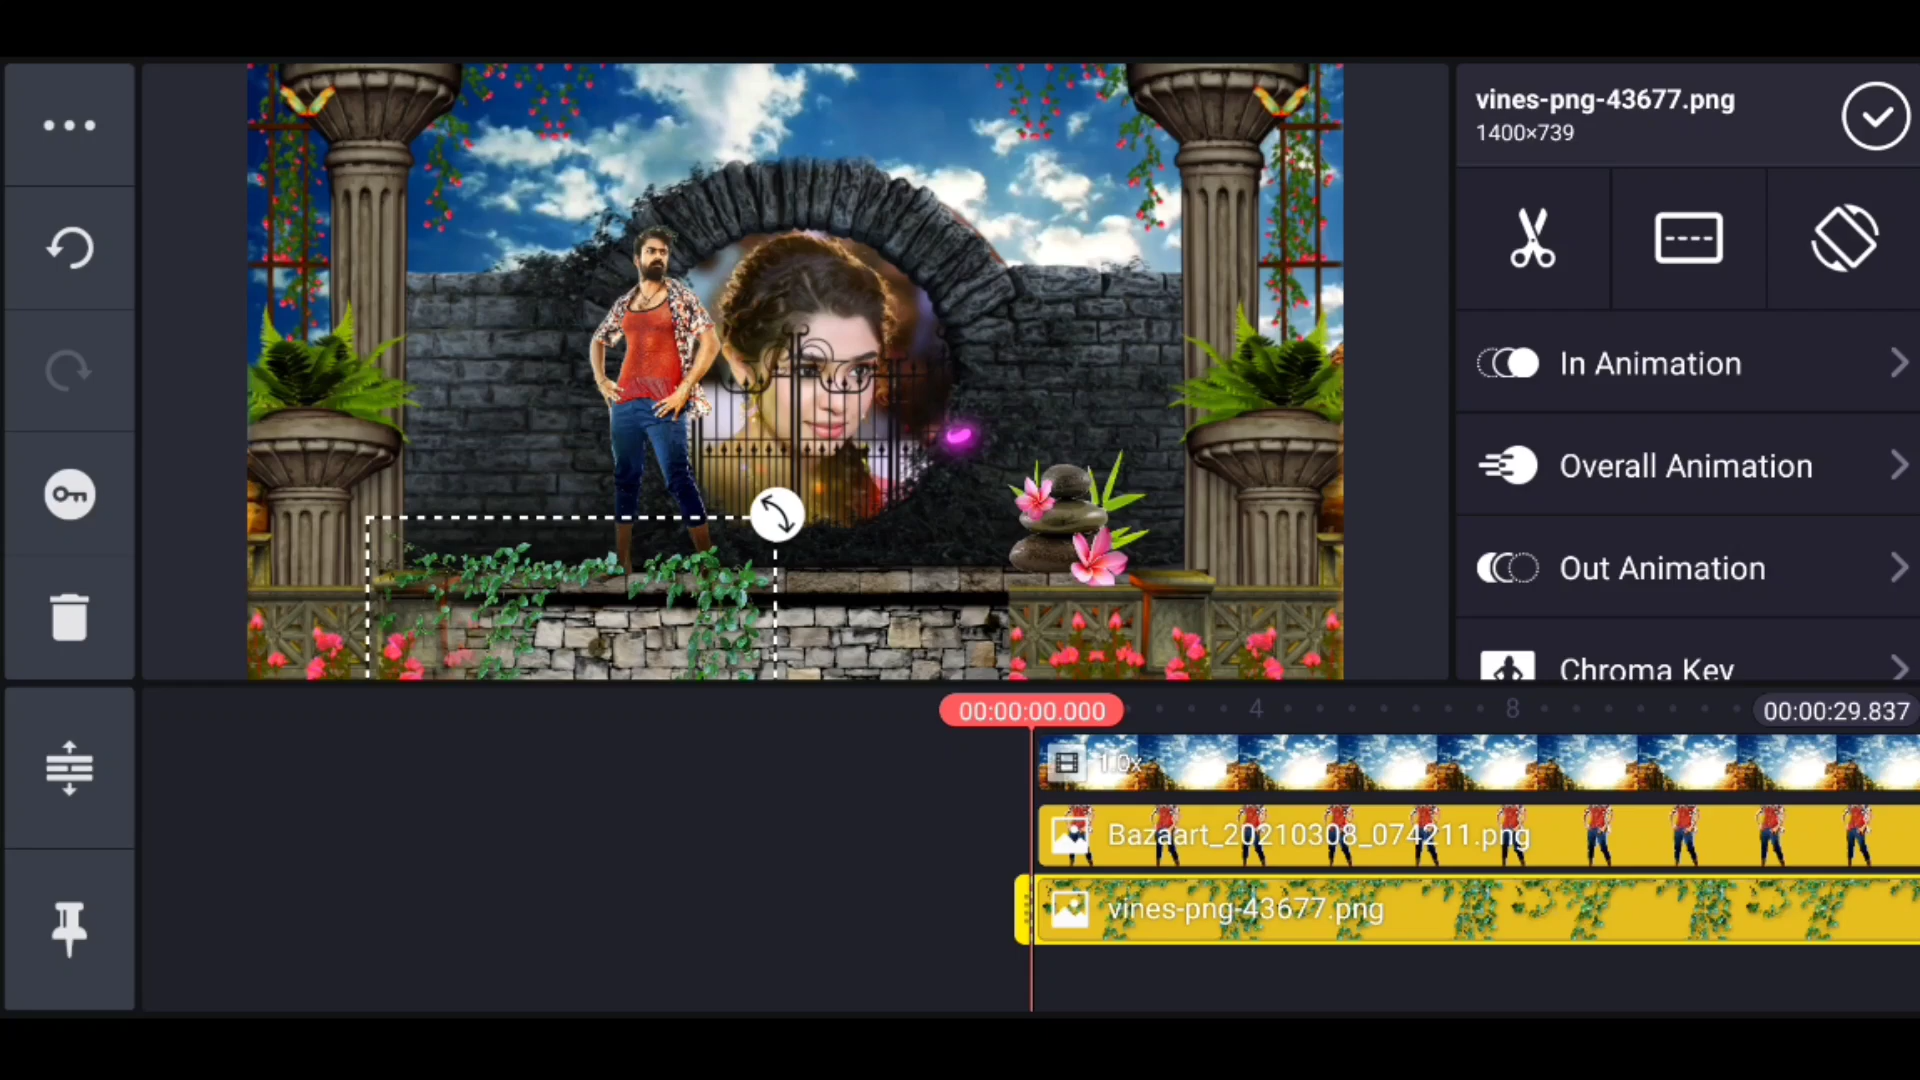 vines-png-43677.png
1400×739
In Animation
Overall Animation
Out Animation
Chroma Key
00:00:00.000
4
8
00:00:29.837
1.0x
Bazaart_20210308_074211.png
vines-png-43677.png